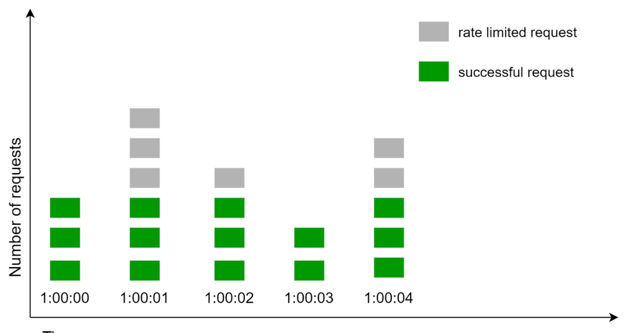 rate limited request
successful request
Number of requests
1:00:00 1:00:01 1:00:02 1:00:03 1:00:04